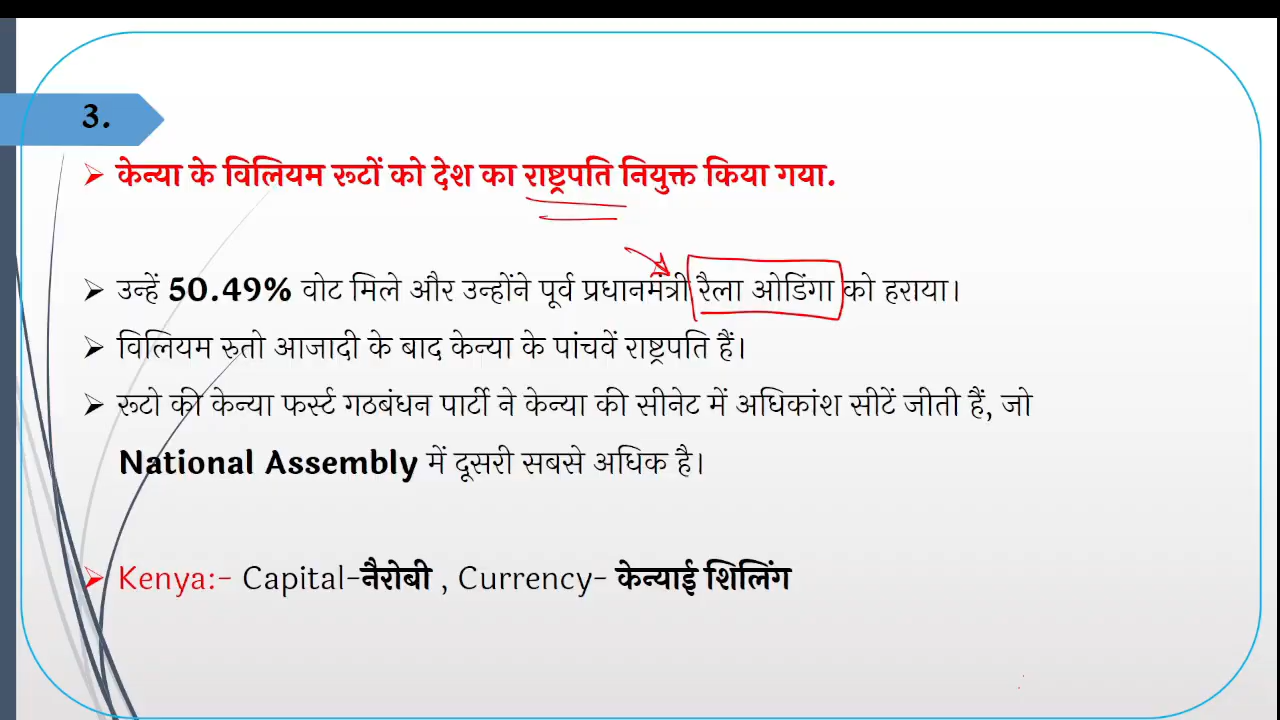 3.
केन्या के विलियम रूटों को देश का राष्ट्रपति नियुक्त किया गया.
उन्हें 50.49% वोट मिले और उन्होंने पूर्व प्रधानमंत्री रैला ओडिंगा को हराया।
विलियम रुतो आजादी के बाद केन्या के पांचवें राष्ट्रपति हैं।
रूटो की केन्या फर्स्ट गठबंधन पार्टी ने केन्या की सीनेट में अधिकांश सीटें जीती हैं, जो
National Assembly में दूसरी सबसे अधिक है।
Kenya:- Capital-नैरोबी , Currency- केन्याई शिलिंग